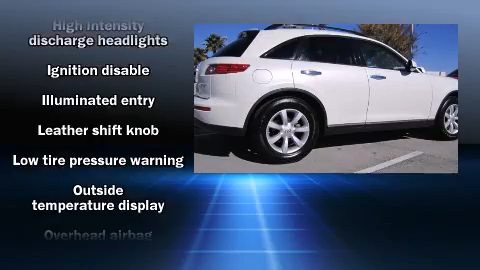 High Intensity
discharge headlights
Ignition disable
Illuminated entry
Leather shift knob
Low tire pressure warning
Outside
temperature display
Overhead airbag